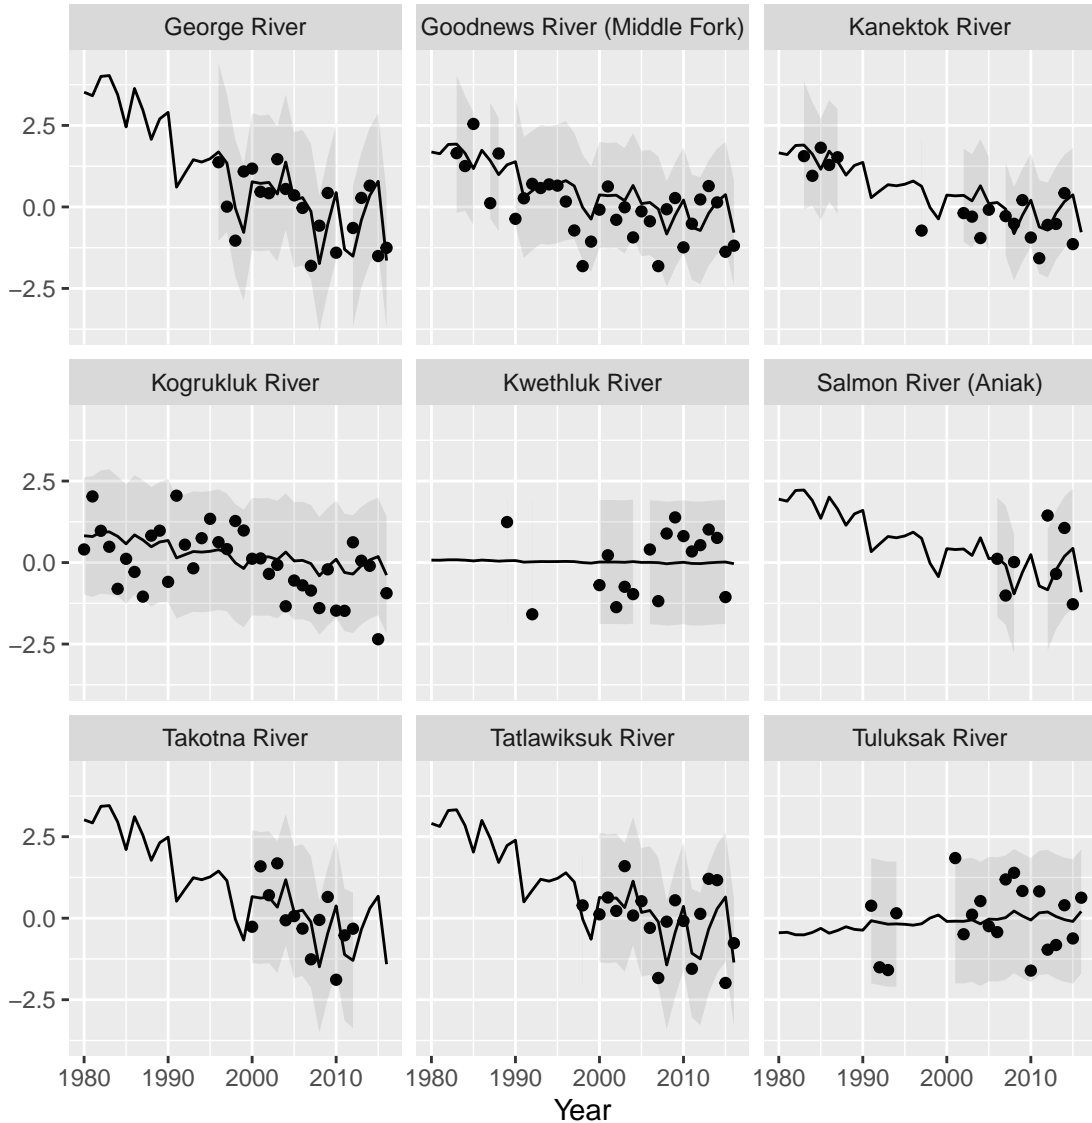 George River Goodnews River (Middle Fork) Kanektok River
2.5
0.0
−2.5
Kogrukluk River Kwethluk River Salmon River (Aniak)
2.5
0.0
−2.5
Takotna River Tatlawiksuk River Tuluksak River
2.5
0.0
−2.5
1980 1990 2000 2010 1980 1990 2000 2010 1980 1990 2000 2010
Year